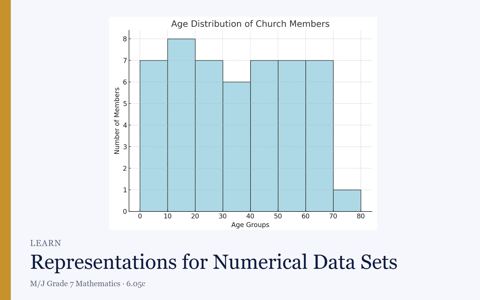 Age Distribution of Church Members
8
7
6
5
4
3
2
1
0
Number of Members
0 10 20 30 40 50 60 70 80
Age Groups
LEARN
Representations for Numerical Data Sets
M/J Grade 7 Mathematics · 6.05c